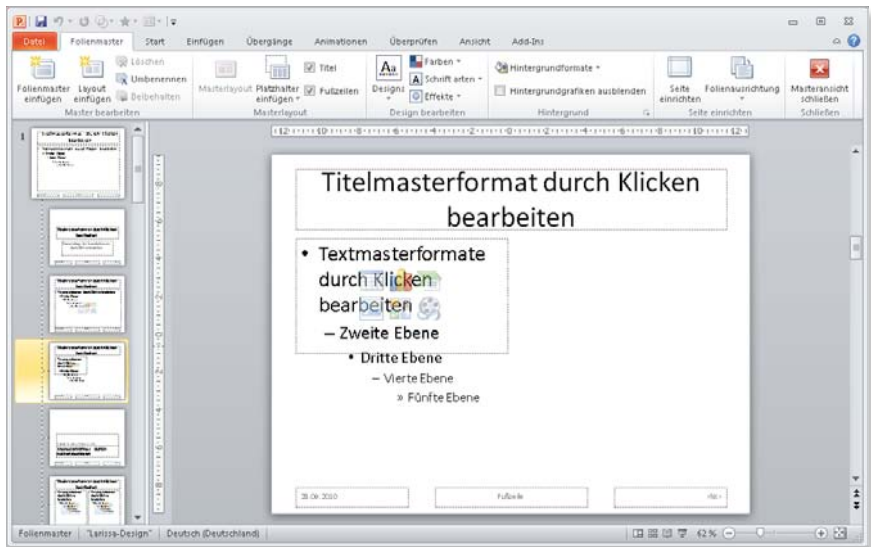 Datei Folienmaster Start Einfügen Übergänge Animationen Überprüfen Ansicht Add-Ins
Folienmaster einfügen
Layout einfügen
Löschen
Umbenennen
Beibehalten
Master bearbeiten
Masterlayout
Platzhalter einfügen
Titel
Fußzeilen
Masterlayout
Designs
Farben
Schriftarten
Effekte
Design bearbeiten
Hintergrundformate
Hintergrundgrafiken ausblenden
Hintergrund
Seite einrichten
Folienausrichtung
Seite einrichten
Masteransicht schließen
Schließen
1
Titelmasterformat durch Klicken
bearbeiten
• Textmasterformate
durch Klicken
bearbeiten
– Zweite Ebene
• Dritte Ebene
– Vierte Ebene
» Fünfte Ebene
Fußzeile
Folienmaster "Larissa-Design" Deutsch (Deutschland) 62 %